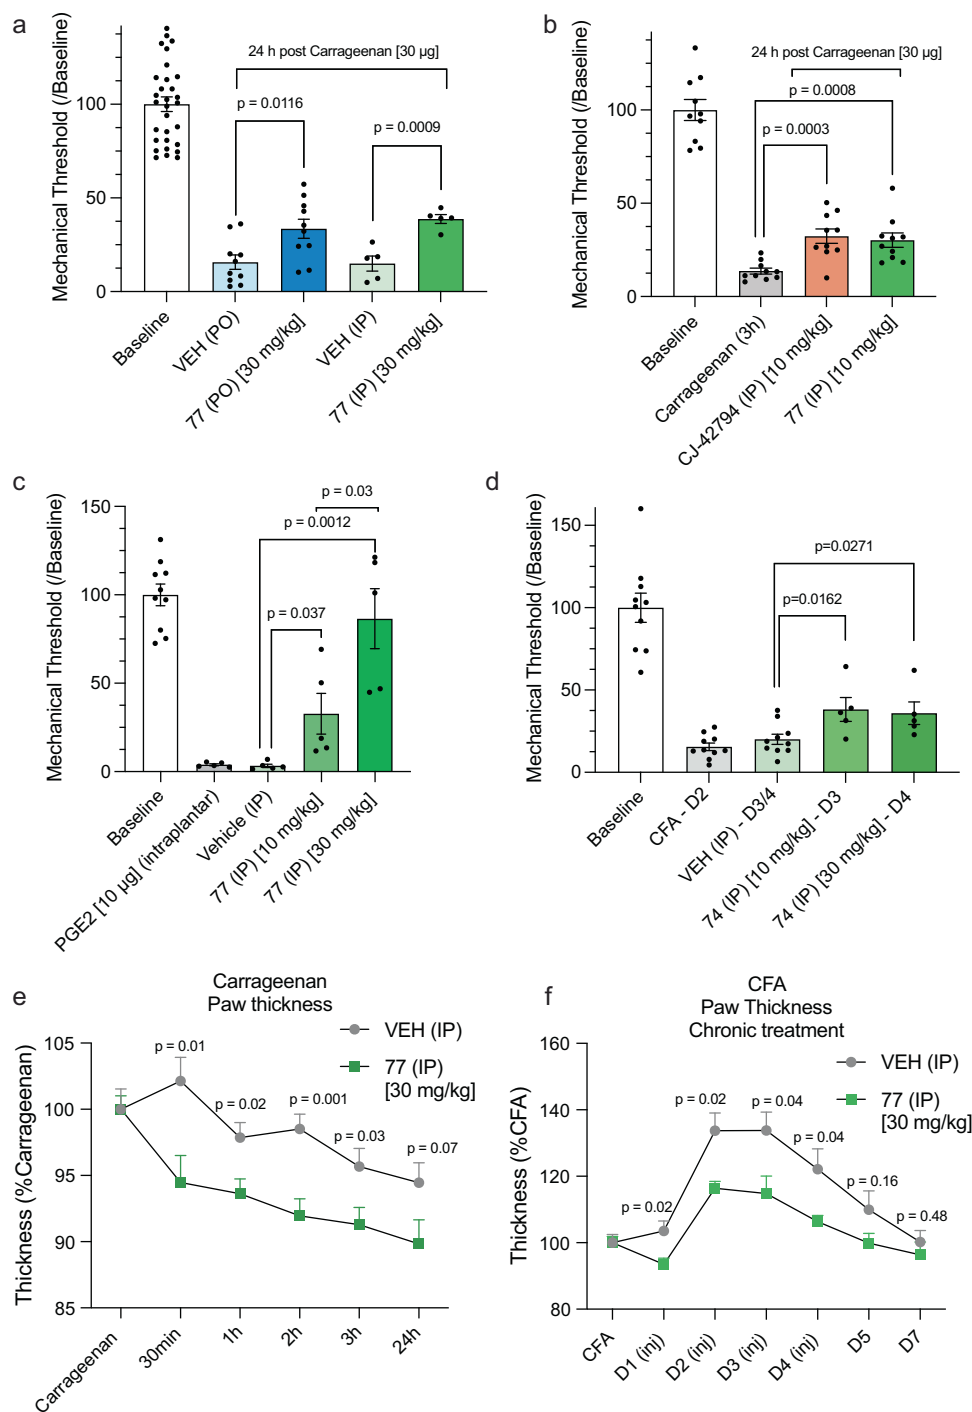 a
Mechanical Threshold (/Baseline)
100
50
0
24 h post Carrageenan [30 µg]
p = 0.0116
p = 0.0009
Baseline
VEH (PO)
77 (PO) [30 mg/kg]
VEH (IP)
77 (IP) [30 mg/kg]
b
Mechanical Threshold (/Baseline)
100
50
0
24 h post Carrageenan [30 µg]
p = 0.0008
p = 0.0003
Baseline
Carrageenan (3h)
CJ-42794 (IP) [10 mg/kg]
77 (IP) [10 mg/kg]
c
Mechanical Threshold (/Baseline)
150
100
50
0
p = 0.03
p = 0.0012
p = 0.037
Baseline
PGE2 [10 µg] (intraplantar)
Vehicle (IP)
77 (IP) [10 mg/kg]
77 (IP) [30 mg/kg]
d
Mechanical Threshold (/Baseline)
150
100
50
0
p=0.0271
p=0.0162
Baseline
CFA - D2
VEH (IP) - D3/4
74 (IP) [10 mg/kg] - D3
74 (IP) [30 mg/kg] - D4
e
Carrageenan
Paw thickness
VEH (IP)
77 (IP)
[30 mg/kg]
Thickness (%Carrageenan)
105
100
95
90
85
p = 0.01
p = 0.02
p = 0.001
p = 0.03
p = 0.07
Carrageenan
30min
1h
2h
3h
24h
f
CFA
Paw Thickness
Chronic treatment
VEH (IP)
77 (IP)
[30 mg/kg]
Thickness (%CFA)
160
140
120
100
80
p = 0.02
p = 0.02
p = 0.04
p = 0.04
p = 0.16
p = 0.48
CFA
D1 (inj)
D2 (inj)
D3 (inj)
D4 (inj)
D5
D7